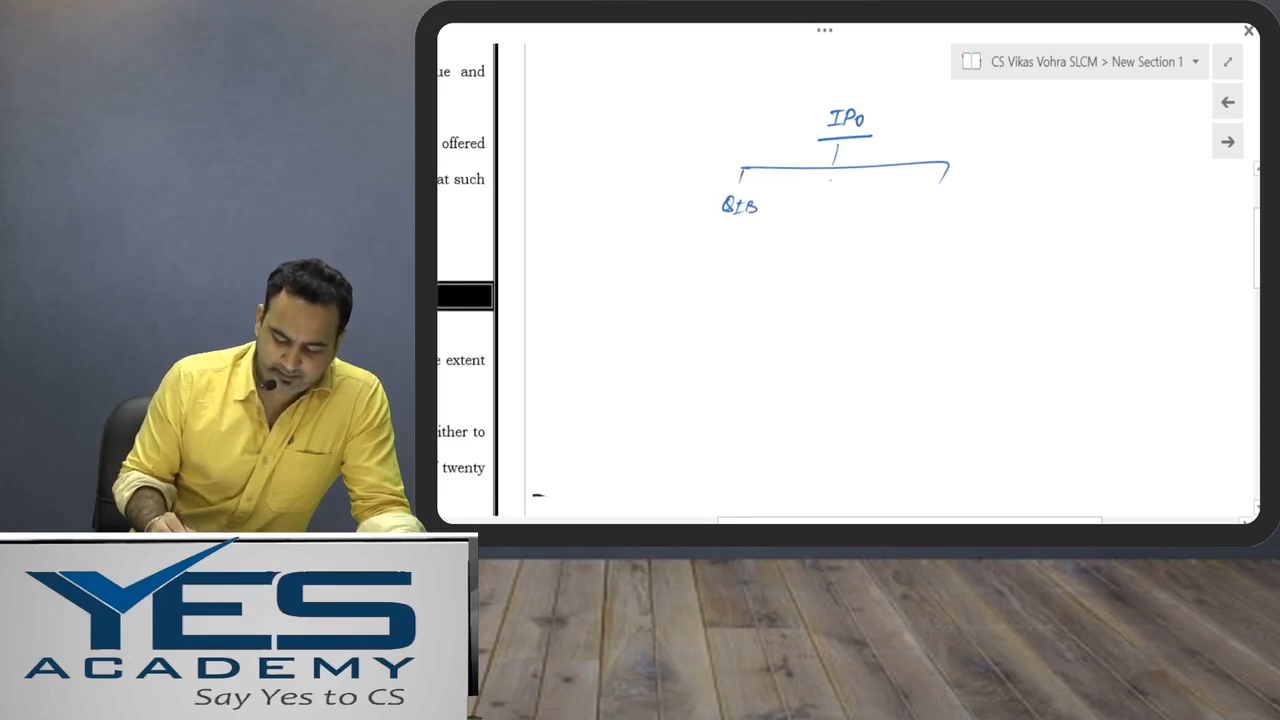 ue and
offered
at such
e extent
ither to
twenty
CS Vikas Vohra SLCM > New Section 1
IPO
QIB
YES
ACADEMY
Say Yes to CS